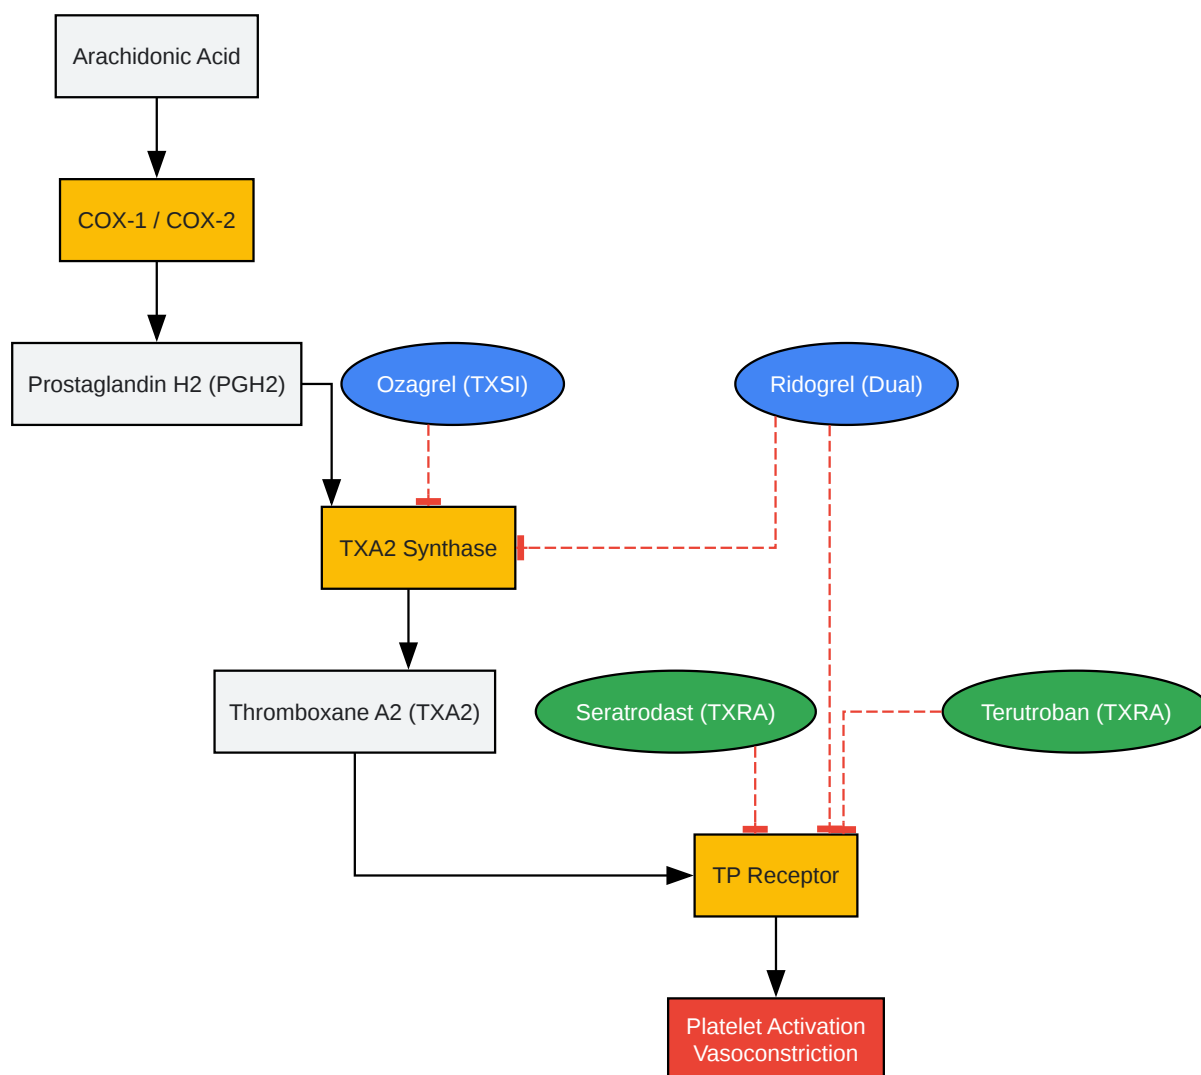 Arachidonic Acid
COX-1 / COX-2
Prostaglandin H2 (PGH2)
Ozagrel (TXSI)
Ridogrel (Dual)
TXA2 Synthase
Thromboxane A2 (TXA2)
Seratrodast (TXRA)
Terutroban (TXRA)
TP Receptor
Platelet Activation
Vasoconstriction